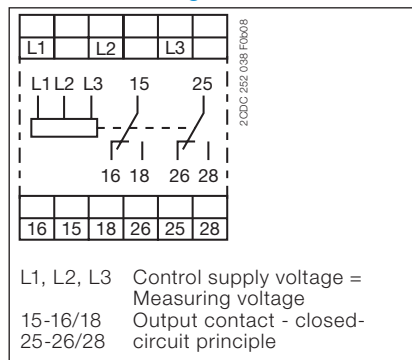 L1 L2 L3
L1 L2 L3 15 25
16 18 26 28
16 15 18 26 25 28
2CDC 252 038 F0b08
L1, L2, L3 Control supply voltage =
Measuring voltage
15-16/18 Output contact - closed-
25-26/28 circuit principle